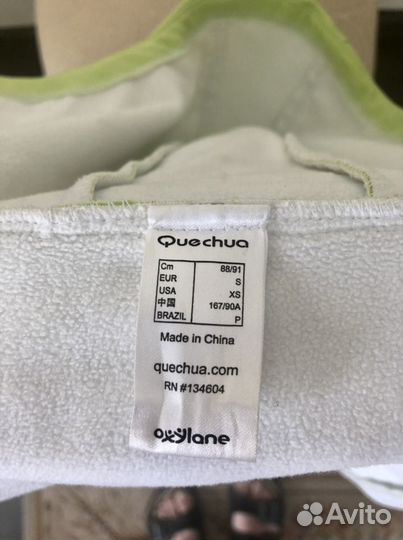 Quechua
Cm 88/91
EUR S
USA XS
中国 167/90A
BRAZIL P
Made in China
quechua.com
RN #134604
oxylane
Avito